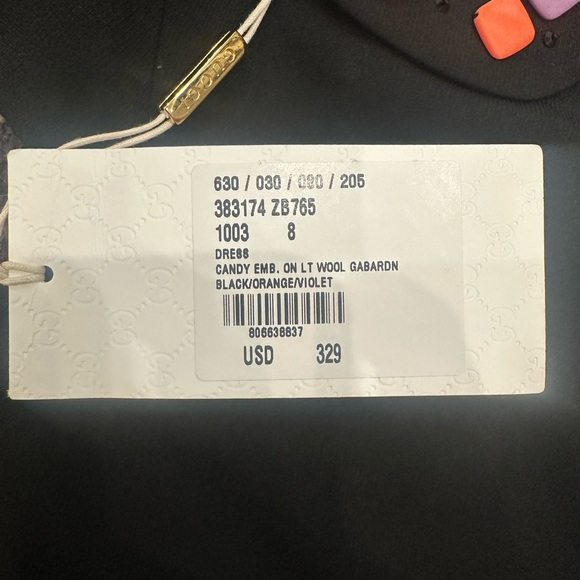 GUCCI
630 / 030 / 090 / 205
383174 ZB765
1003 8
DRESS
CANDY EMB. ON LT WOOL GABARDN
BLACK/ORANGE/VIOLET
806638837
USD 329